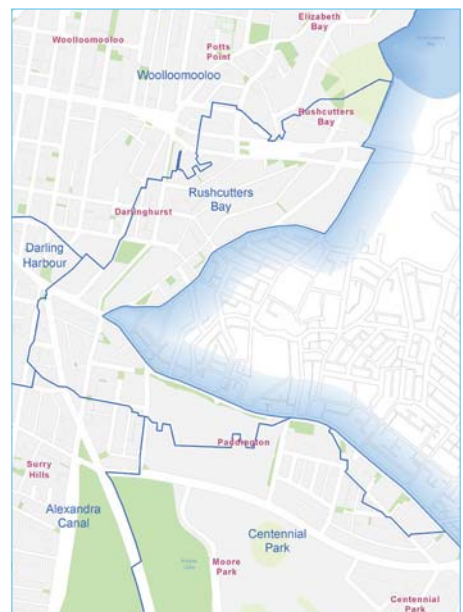 Elizabeth
Bay
Woolloomooloo
Potts
Point
Woolloomooloo
Rushcutters
Bay
Rushcutters
Bay
Darlinghurst
Darling
Harbour
Paddington
Surry
Hills
Alexandra
Canal
Centennial
Park
Moore
Park
Centennial
Park